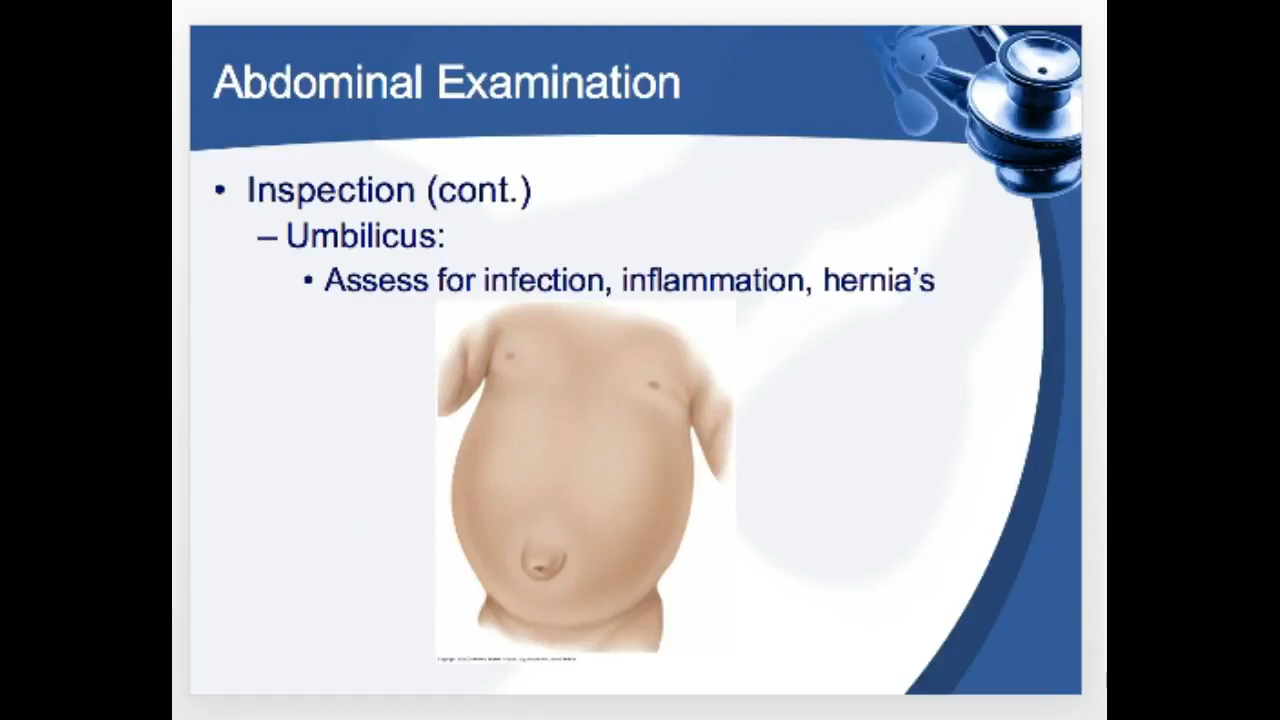 Abdominal Examination
• Inspection (cont.)
– Umbilicus:
• Assess for infection, inflammation, hernia’s